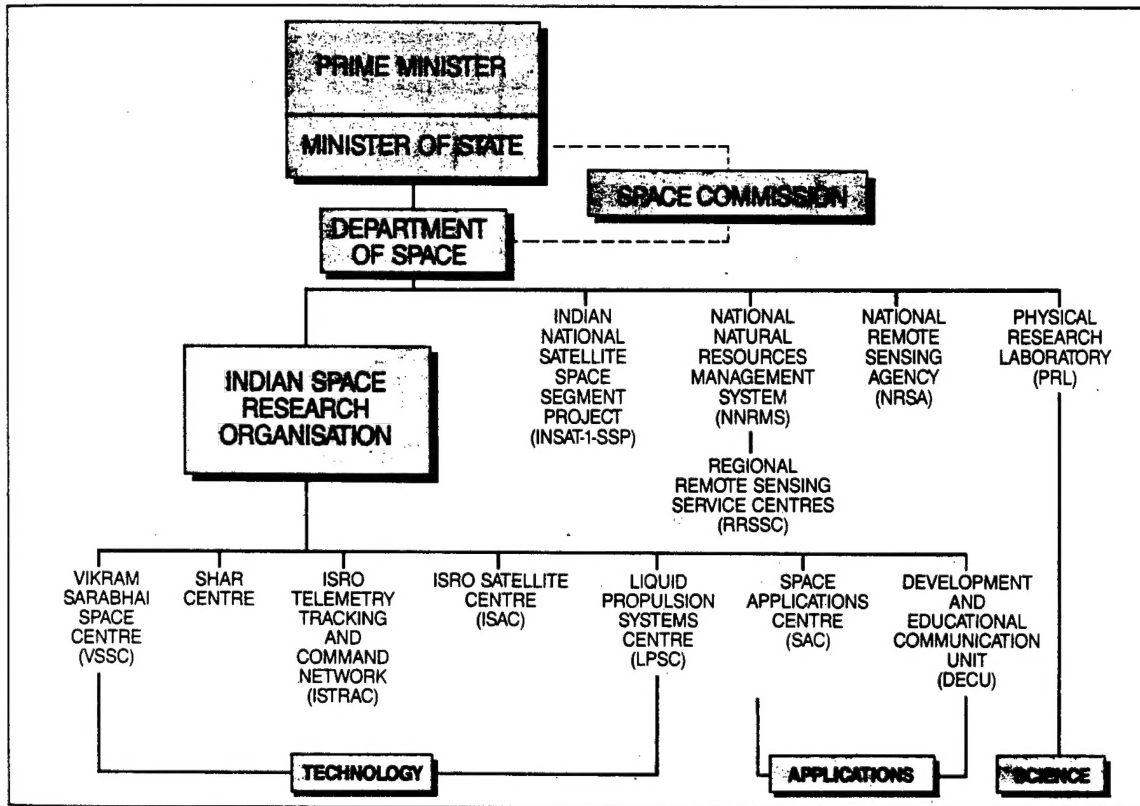 PRIME MINISTER
MINISTER OF STATE
SPACE COMMISSION
DEPARTMENT
OF SPACE
INDIAN SPACE
RESEARCH
ORGANISATION
INDIAN
NATIONAL
SATELLITE
SPACE
SEGMENT
PROJECT
(INSAT-1-SSP)
NATIONAL
NATURAL
RESOURCES
MANAGEMENT
SYSTEM
(NNRMS)
REGIONAL
REMOTE SENSING
SERVICE CENTRES
(RRSSC)
NATIONAL
REMOTE
SENSING
AGENCY
(NRSA)
PHYSICAL
RESEARCH
LABORATORY
(PRL)
VIKRAM
SARABHAI
SPACE
CENTRE
(VSSC)
SHAR
CENTRE
ISRO
TELEMETRY
TRACKING
AND
COMMAND
NETWORK
(ISTRAC)
ISRO SATELLITE
CENTRE
(ISAC)
LIQUID
PROPULSION
SYSTEMS
CENTRE
(LPSC)
SPACE
APPLICATIONS
CENTRE
(SAC)
DEVELOPMENT
AND
EDUCATIONAL
COMMUNICATION
UNIT
(DECU)
TECHNOLOGY
APPLICATIONS
SCIENCE